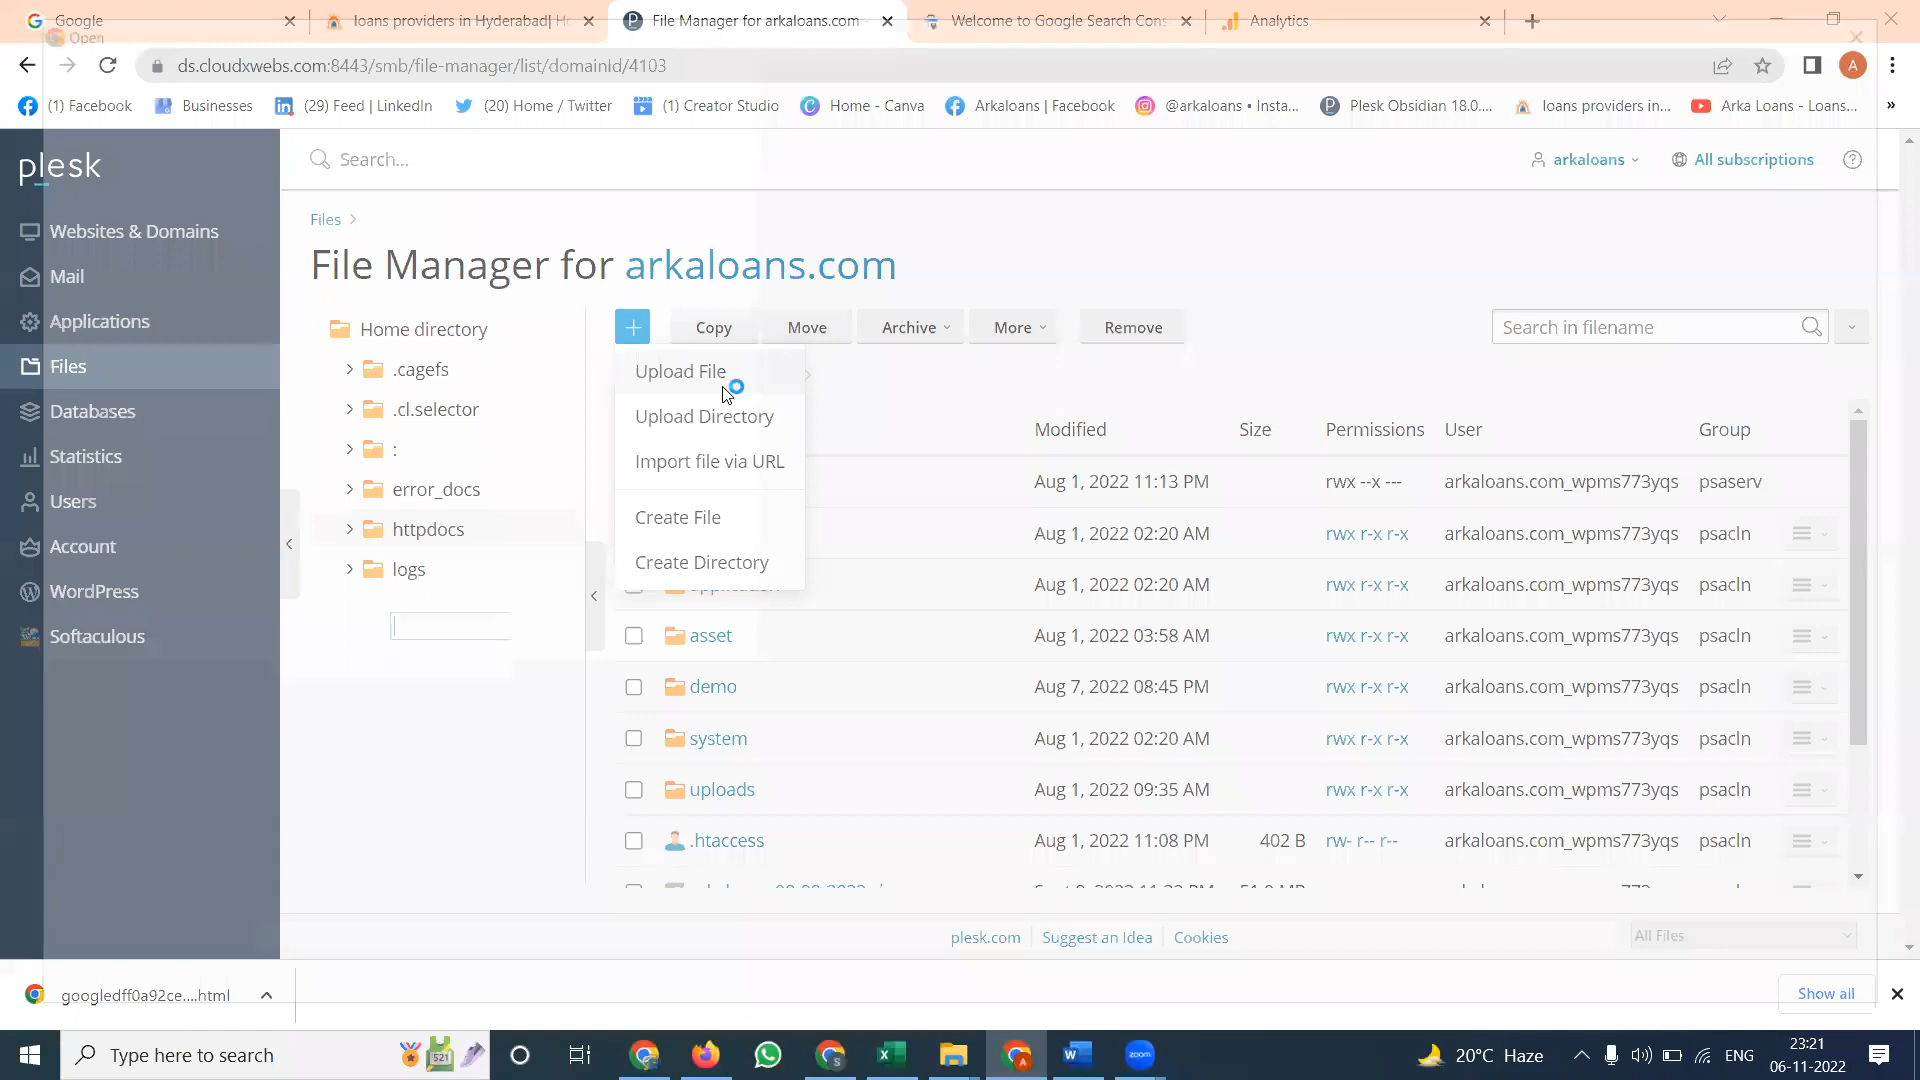 Google
loans providers in Hyderabad| H
File Manager for arkaloans.com
Welcome to Google Search Cons
Analytics
Open
ds.cloudxwebs.com:8443/smb/file-manager/list/domainId/4103
A
(1) Facebook
Businesses
(29) Feed | LinkedIn
(20) Home / Twitter
(1) Creator Studio
Home - Canva
Arkaloans | Facebook
@arkaloans • Insta...
Plesk Obsidian 18.0....
loans providers in...
Arka Loans - Loans...
»
plesk
Search...
arkaloans
All subscriptions
Websites & Domains
Mail
Applications
Files
Databases
Statistics
Users
Account
WordPress
Softaculous
Files >
File Manager for arkaloans.com
Home directory
.cagefs
.cl.selector
:
error_docs
httpdocs
logs
+
Copy
Move
Archive
More
Remove
Search in filename
Upload File
Upload Directory
Import file via URL
Create File
Create Directory
Modified
Size
Permissions
User
Group
Aug 1, 2022 11:13 PM
rwx --x ---
arkaloans.com_wpms773yqs
psaserv
Aug 1, 2022 02:20 AM
rwx r-x r-x
arkaloans.com_wpms773yqs
psacln
Aug 1, 2022 02:20 AM
rwx r-x r-x
arkaloans.com_wpms773yqs
psacln
asset
Aug 1, 2022 03:58 AM
rwx r-x r-x
arkaloans.com_wpms773yqs
psacln
demo
Aug 7, 2022 08:45 PM
rwx r-x r-x
arkaloans.com_wpms773yqs
psacln
system
Aug 1, 2022 02:20 AM
rwx r-x r-x
arkaloans.com_wpms773yqs
psacln
uploads
Aug 1, 2022 09:35 AM
rwx r-x r-x
arkaloans.com_wpms773yqs
psacln
.htaccess
Aug 1, 2022 11:08 PM
402 B
rw- r-- r--
arkaloans.com_wpms773yqs
psacln
plesk.com
Suggest an Idea
Cookies
All Files
googledff0a92ce....html
Show all
Type here to search
20°C Haze
ENG
23:21
06-11-2022